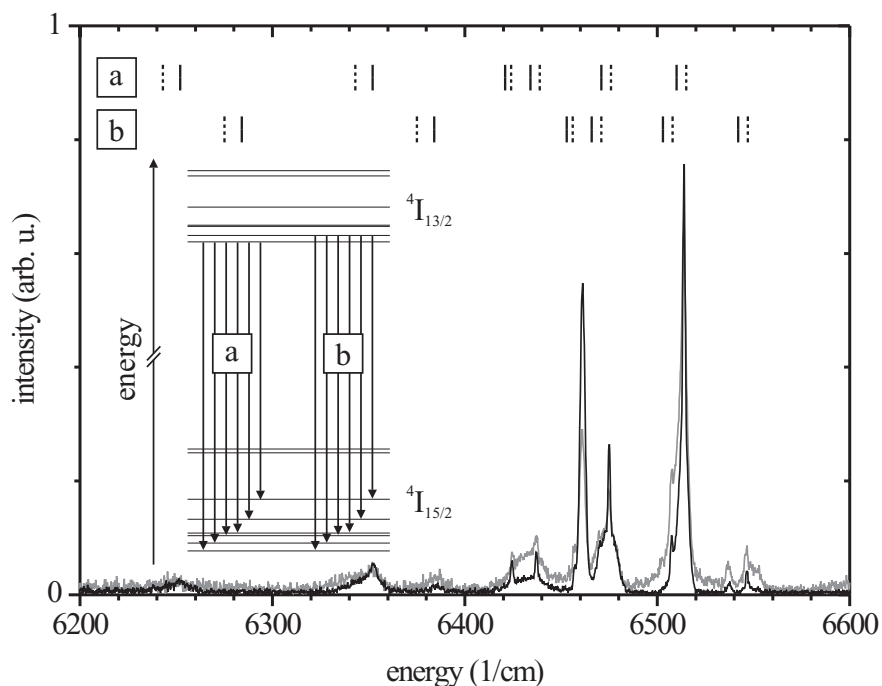 1
a
b
⁴I₁₃/₂
intensity (arb. u.)
energy
a b
⁴I₁₅/₂
0
6200 6300 6400 6500 6600
energy (1/cm)